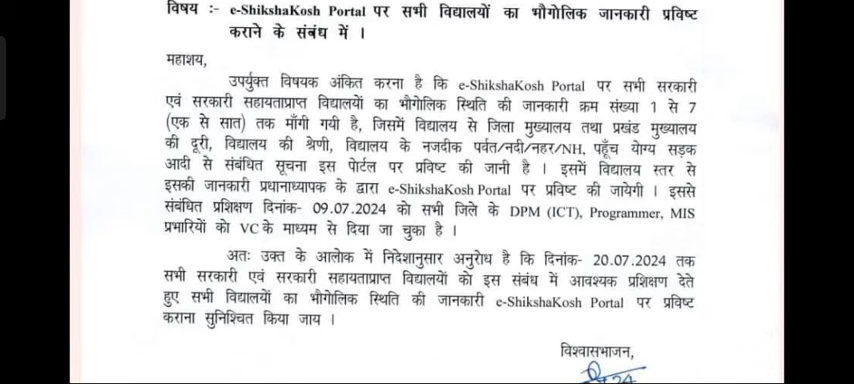 विषय :- e-ShikshaKosh Portal पर सभी विद्यालयों का भौगोलिक जानकारी प्रविष्ट
कराने के संबंध में ।
महाशय,
उपर्युक्त विषयक अंकित करना है कि e-ShikshaKosh Portal पर सभी सरकारी
एवं सरकारी सहायताप्राप्त विद्यालयों का भौगोलिक स्थिति की जानकारी क्रम संख्या 1 से 7
(एक से सात) तक माँगी गयी है, जिसमें विद्यालय से जिला मुख्यालय तथा प्रखंड मुख्यालय
की दूरी, विद्यालय की श्रेणी, विद्यालय के नजदीक पर्वत/नदी/नहर/NH, पहूँच योग्य सड़क
आदी से संबंधित सूचना इस पोर्टल पर प्रविष्ट की जानी है । इसमें विद्यालय स्तर से
इसकी जानकारी प्रधानाध्यापक के द्वारा e-ShikshaKosh Portal पर प्रविष्ट की जायेगी । इससे
संबंधित प्रशिक्षण दिनांक- 09.07.2024 को सभी जिले के DPM (ICT), Programmer, MIS
प्रभारियों को VC के माध्यम से दिया जा चुका है ।
अतः उक्त के आलोक में निदेशानुसार अनुरोध है कि दिनांक- 20.07.2024 तक
सभी सरकारी एवं सरकारी सहायताप्राप्त विद्यालयों को इस संबंध में आवश्यक प्रशिक्षण देते
हुए सभी विद्यालयों का भौगोलिक स्थिति की जानकारी e-ShikshaKosh Portal पर प्रविष्ट
कराना सुनिश्चित किया जाय ।
विश्वासभाजन,